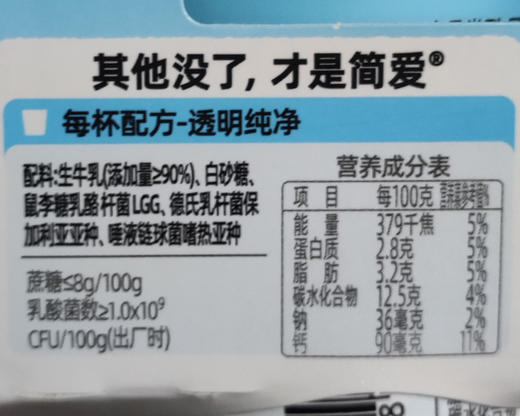 其他没了，才是简爱®
每杯配方-透明纯净
配料:生牛乳(添加量≥90%)、白砂糖、
鼠李糖乳酪杆菌LGG、德氏乳杆菌保
加利亚亚种、唾液链球菌嗜热亚种
蔗糖≤8g/100g
乳酸菌数≥1.0x10⁹
CFU/100g(出厂时)
营养成分表
项 目 每100克 营养素参考值%
能 量 379千焦 5%
蛋白质 2.8克 5%
脂 肪 3.2克 5%
碳水化合物 12.5克 4%
钠 36毫克 2%
钙 90毫克 11%